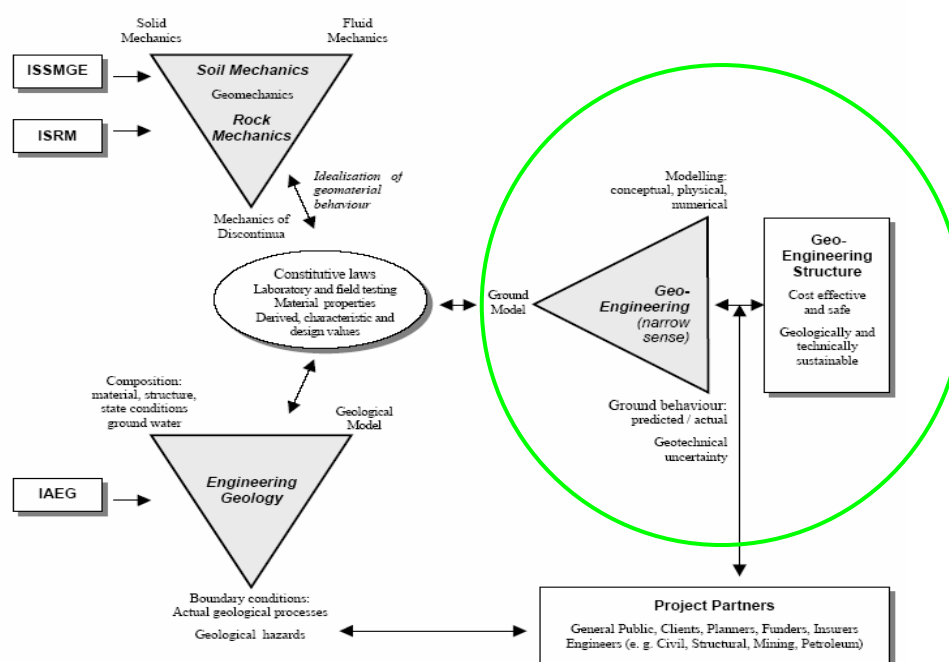 Solid
Mechanics
Fluid
Mechanics
ISSMGE
Soil Mechanics
Geomechanics
ISRM
Rock
Mechanics
Idealisation of
geomaterial
behaviour
Mechanics of
Discontinua
Modelling:
conceptual, physical,
numerical
Geo-
Engineering
Structure
Cost effective
and safe
Geologically and
technically
sustainable
Constitutive laws
Laboratory and field testing
Material properties
Derived, characteristic and
design values
Ground
Model
Geo-
Engineering
(narrow
sense)
Composition:
material, structure,
state conditions
ground water
Geological
Model
Ground behaviour:
predicted / actual
Geotechnical
uncertainty
IAEG
Engineering
Geology
Boundary conditions:
Actual geological processes
Geological hazards
Project Partners
General Public, Clients, Planners, Funders, Insurers
Engineers (e. g. Civil, Structural, Mining, Petroleum)